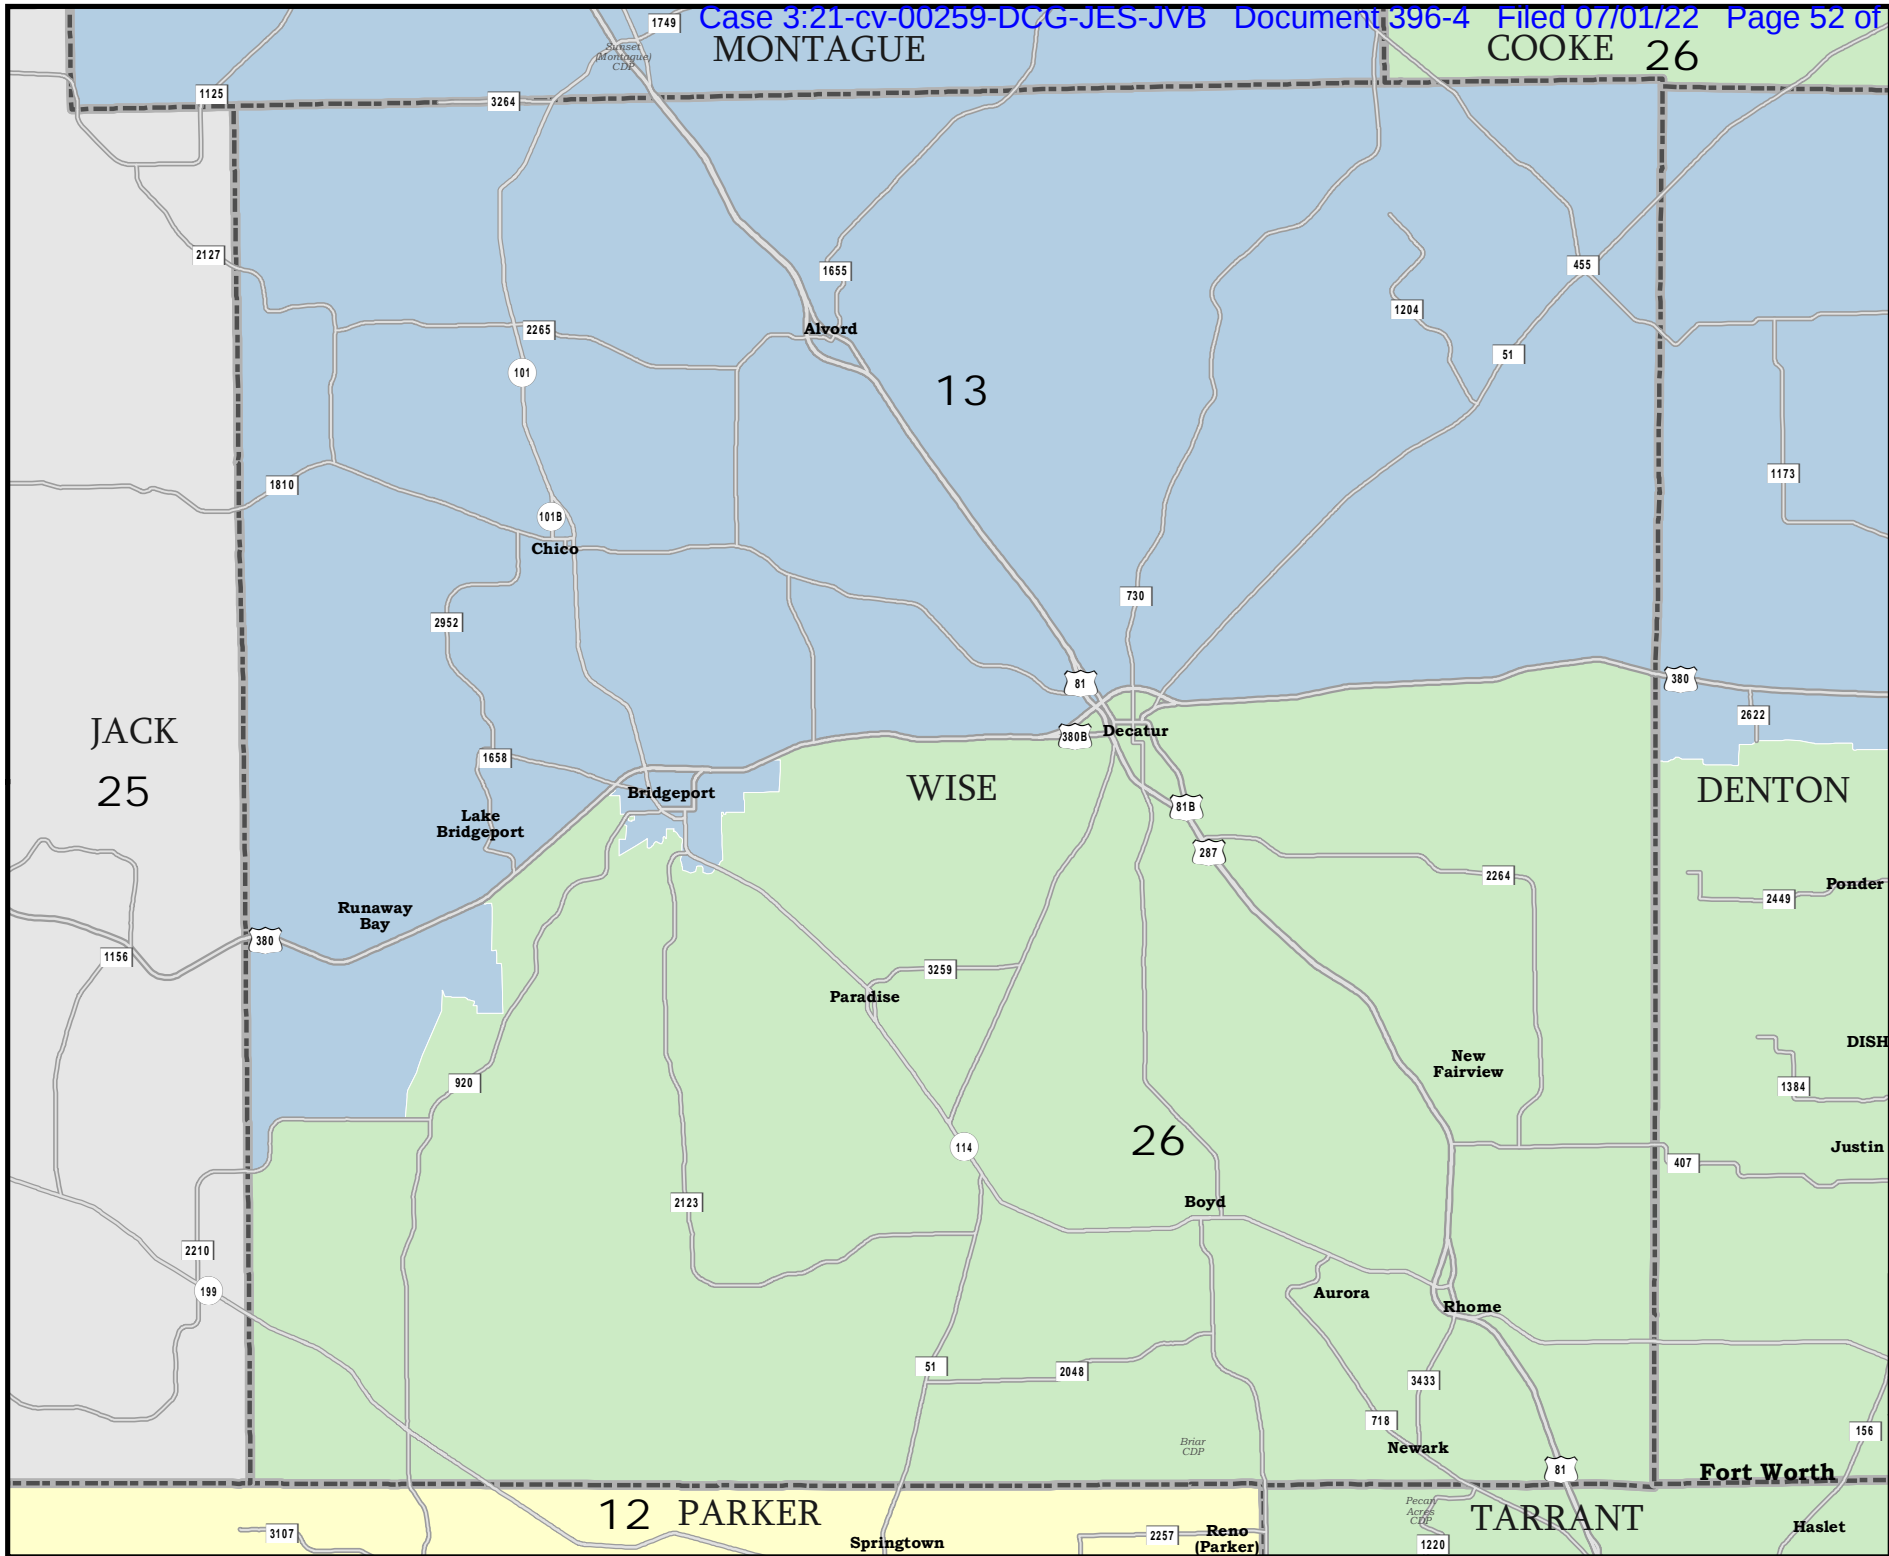 Case 3:21-cv-00259-DCG-JES-JVB Document 396-4 Filed 07/01/22 Page 52 of
1749
MONTAGUE
COOKE 26
Sunset
(Montague)
CDP
1125
3264
2127
1655
455
1204
2265
Alvord
51
101
13
1173
1810
101B
Chico
730
2952
81
380
2622
JACK
380B
Decatur
1658
25
WISE
DENTON
Bridgeport
81B
Lake
Bridgeport
287
2264
Ponder
2449
Runaway
Bay
380
1156
3259
Paradise
DISH
New
Fairview
920
1384
26
114
Justin
407
2123
Boyd
2210
199
Aurora
Rhome
51
2048
3433
718
156
Briar
CDP
Newark
81
Fort Worth
12 PARKER
Pecan
Acres
CDP
TARRANT
3107
2257
Reno
(Parker)
Haslet
Springtown
1220